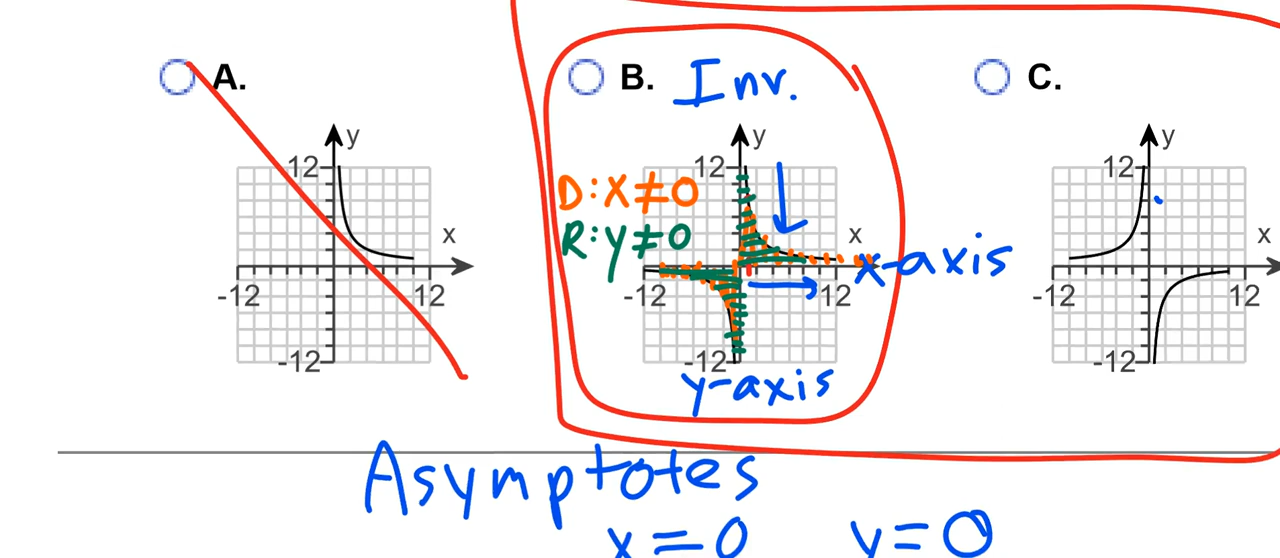 A.
B. Inv.
C.
y
y
y
12
12
12
D: x ≠ 0
R: y ≠ 0
x
x
x
x-axis
-12
12
-12
12
-12
12
-12
-12
-12
y-axis
Asymptotes
x = 0 y = 0